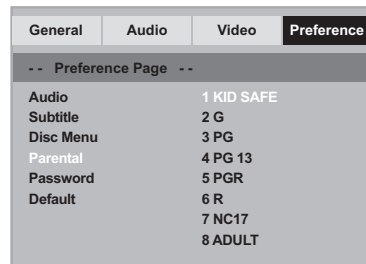 General Audio Video Preference
-- Preference Page --
Audio 1 KID SAFE
Subtitle 2 G
Disc Menu 3 PG
Parental 4 PG 13
Password 5 PGR
Default 6 R
7 NC17
8 ADULT